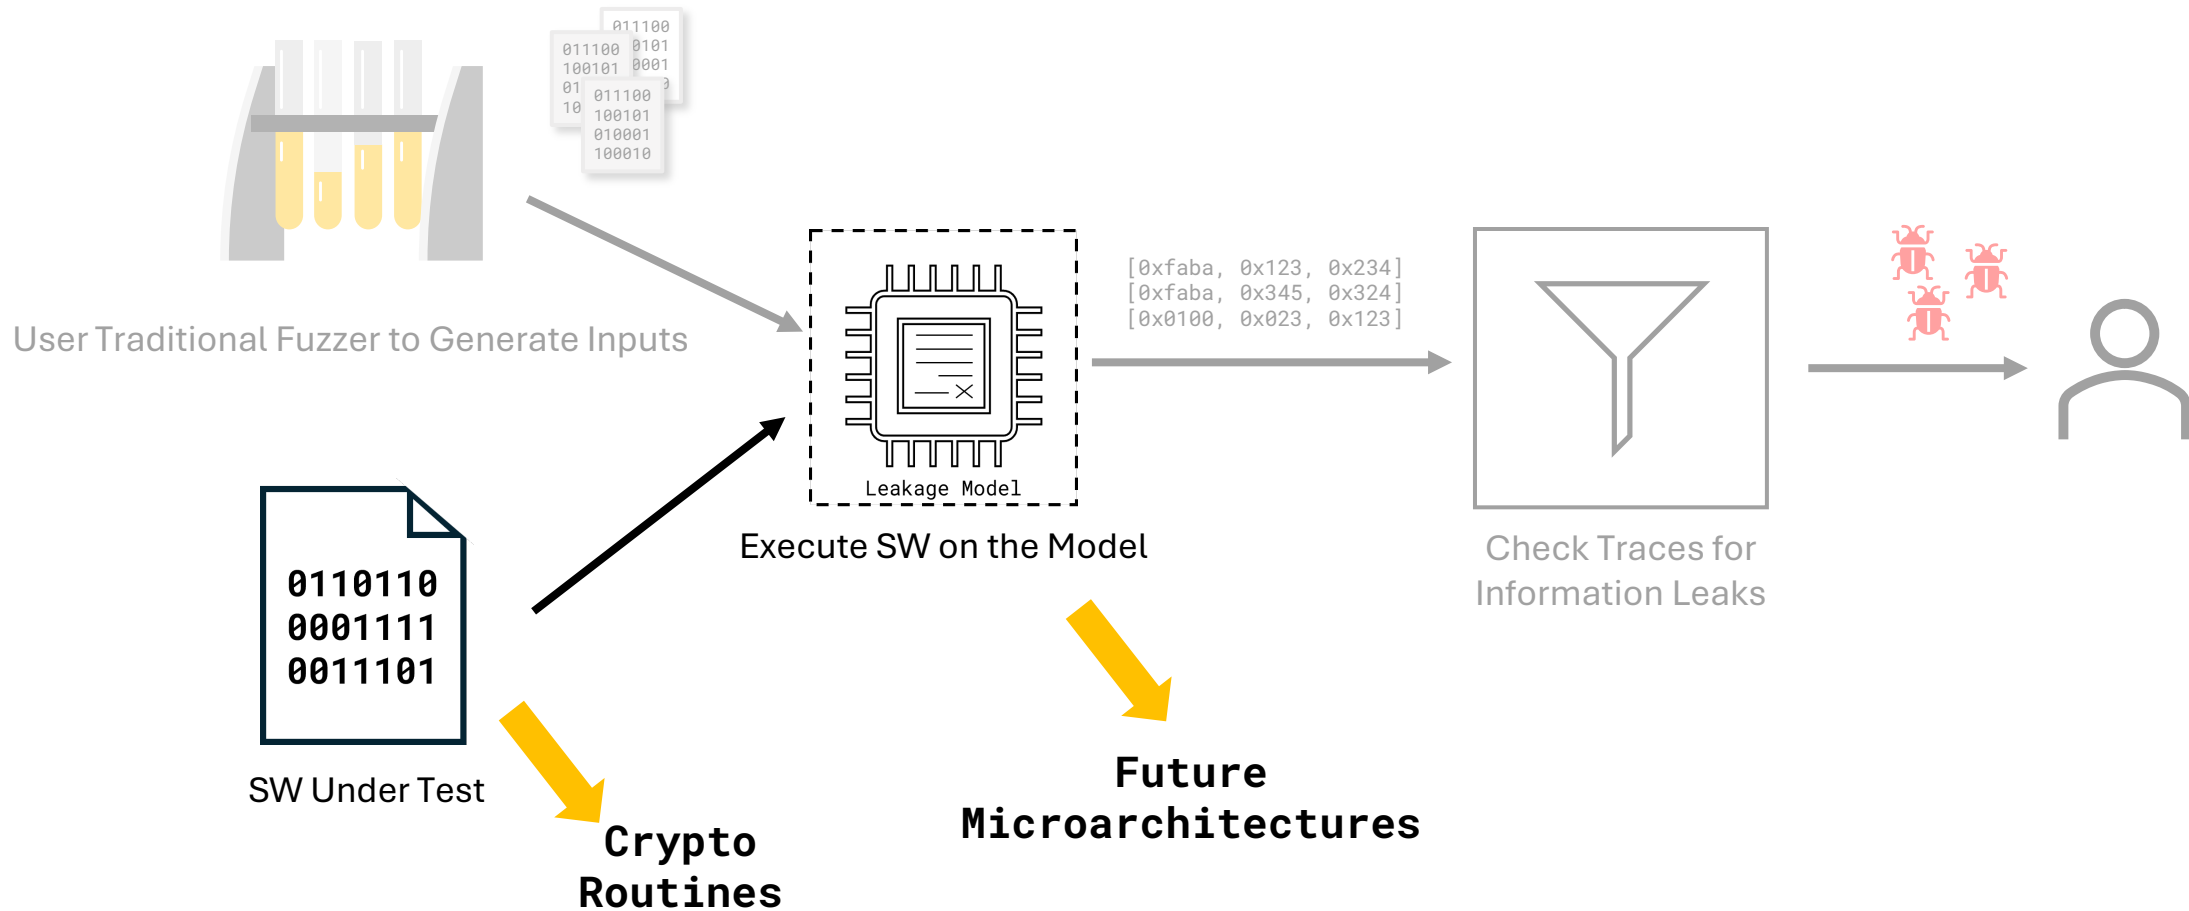 011100
0101
0001
0
011100
100101
01
10
011100
100101
010001
100010
User Traditional Fuzzer to Generate Inputs
[0xfaba, 0x123, 0x234]
[0xfaba, 0x345, 0x324]
[0x0100, 0x023, 0x123]
Leakage Model
Execute SW on the Model
Check Traces for
Information Leaks
0110110
0001111
0011101
SW Under Test
Crypto
Routines
Future
Microarchitectures